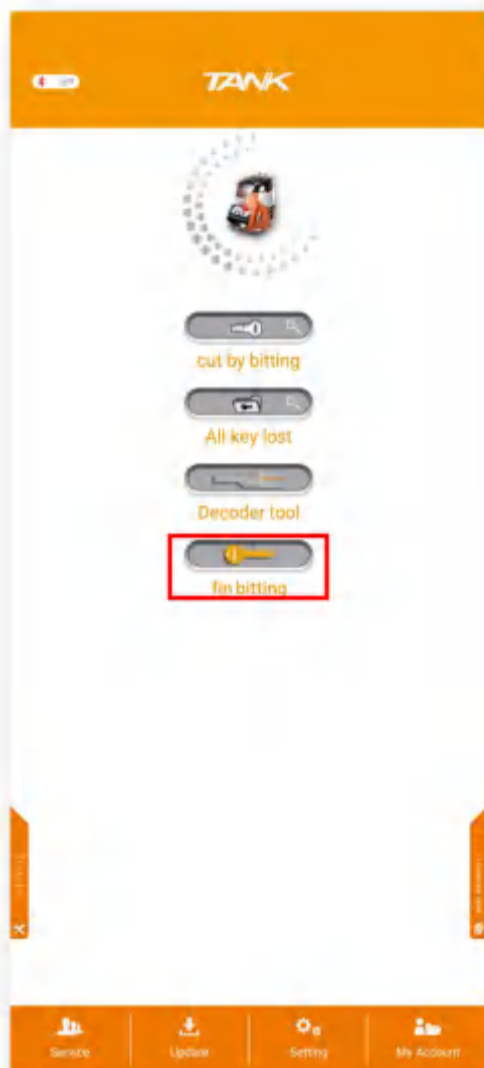 TANK
cut by bitting
All key lost
Decoder tool
fin bitting
Service
Update
Setting
My Account